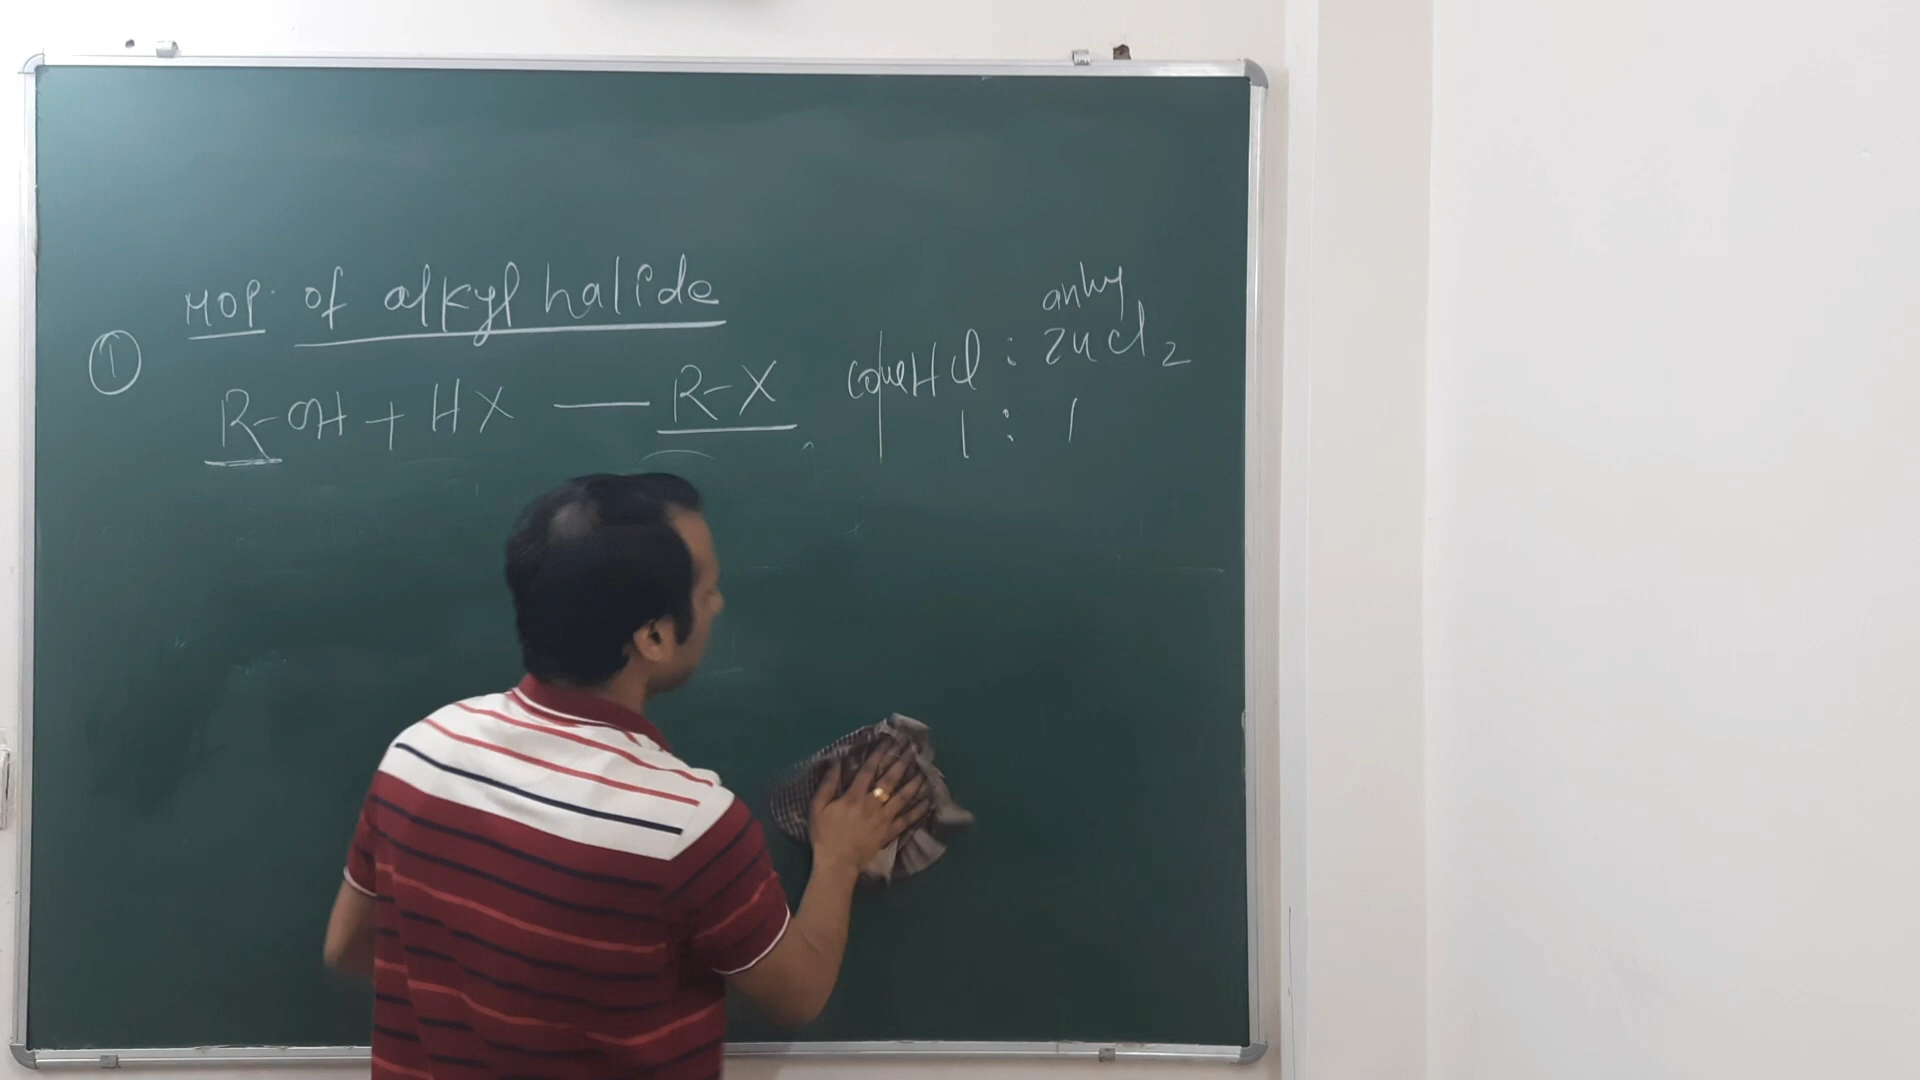 MOP. of alkyl halide
①
R-OH + HX — R-X
anhy
conc HCl : ZnCl2
1 : 1